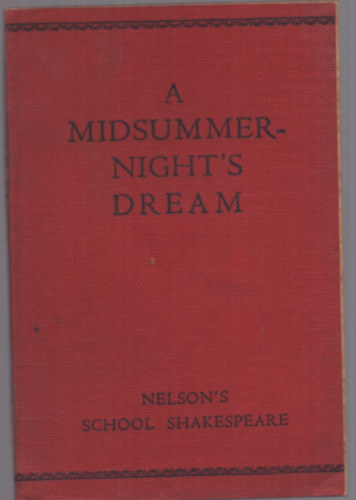 A
MIDSUMMER-
NIGHT'S
DREAM
NELSON'S
SCHOOL SHAKESPEARE